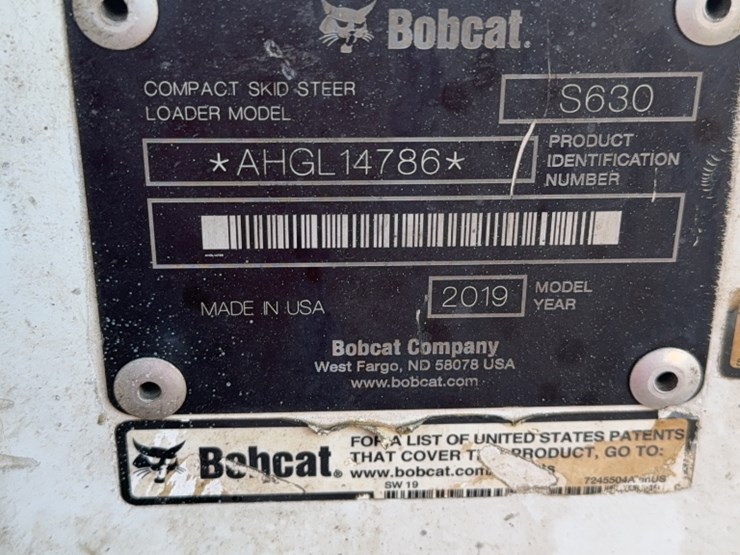 Bobcat.
COMPACT SKID STEER
LOADER MODEL
S630
*AHGL14786*
PRODUCT
IDENTIFICATION
NUMBER
MADE IN USA
2019
MODEL
YEAR
Bobcat Company
West Fargo, ND 58078 USA
www.bobcat.com
Bobcat.
FOR A LIST OF UNITED STATES PATENTS
THAT COVER PRODUCT, GO TO:
www.bobcat.com
SW 19
7245504A enUS